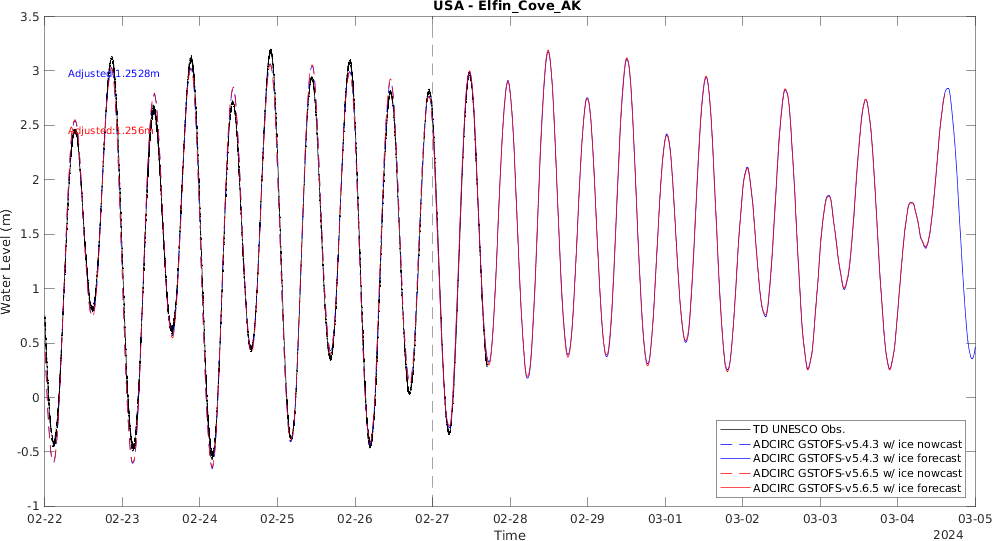 USA - Elfin_Cove_AK
3.5
3
2.5
2
1.5
1
0.5
0
-0.5
-1
Water Level (m)
Adjusted:1.2528m
Adjusted:1.256m
02-22
02-23
02-24
02-25
02-26
02-27
02-28
02-29
03-01
03-02
03-03
03-04
03-05
Time
2024
TD UNESCO Obs.
ADCIRC GSTOFS-v5.4.3 w/ ice nowcast
ADCIRC GSTOFS-v5.4.3 w/ ice forecast
ADCIRC GSTOFS-v5.6.5 w/ ice nowcast
ADCIRC GSTOFS-v5.6.5 w/ ice forecast